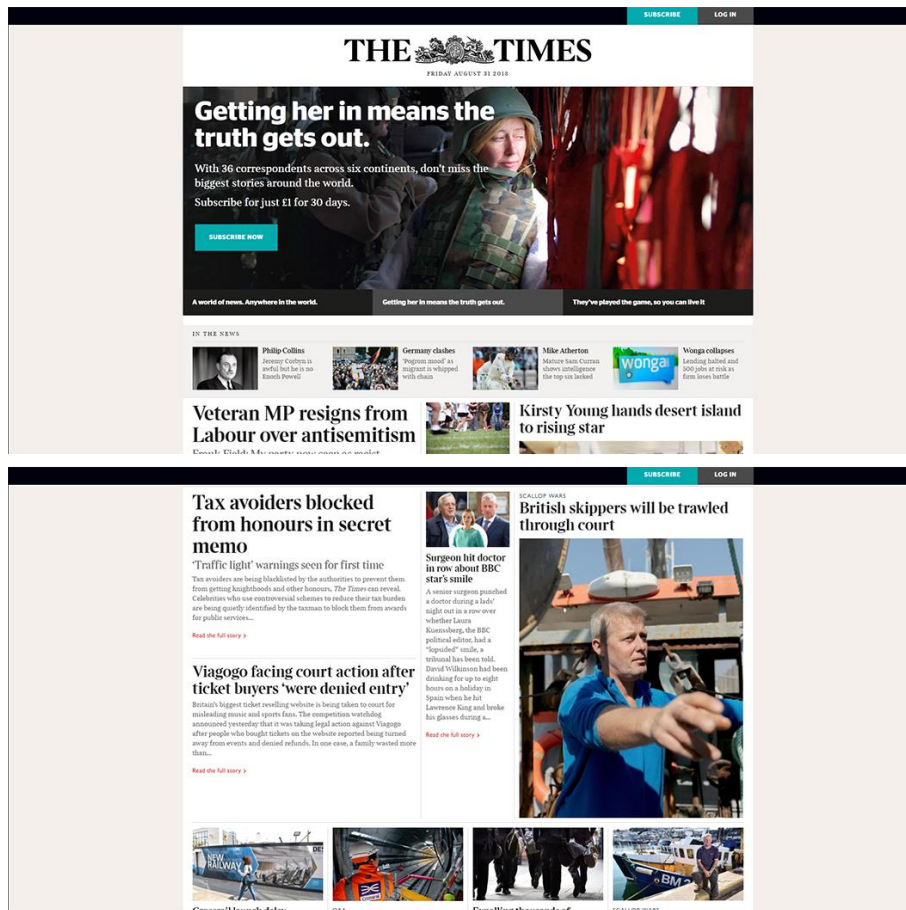 SUBSCRIBE
LOG IN
THE TIMES
FRIDAY AUGUST 31 2018
Getting her in means the
truth gets out.
With 36 correspondents across six continents, don't miss the
biggest stories around the world.
Subscribe for just £1 for 30 days.
SUBSCRIBE NOW
A world of news. Anywhere in the world.
Getting her in means the truth gets out.
They've played the game, so you can live it
IN THE NEWS
Philip Collins
Jeremy Corbyn is
awful but he is no
Enoch Powell
Germany clashes
'Pogrom mood' as
migrant is whipped
with chain
Mike Atherton
Mature Sam Curran
shows intelligence
the top six lacked
wonga
Wonga collapses
Lending halted and
500 jobs at risk as
firm loses battle
Veteran MP resigns from
Labour over antisemitism
Frank Field: My party now seen as racist
Kirsty Young hands desert island
to rising star
SUBSCRIBE
LOG IN
Tax avoiders blocked
from honours in secret
memo
'Traffic light' warnings seen for first time
Tax avoiders are being blacklisted by the authorities to prevent them
from getting knighthoods and other honours, The Times can reveal.
Celebrities who use controversial schemes to reduce their tax burden
are being quietly identified by the taxman to block them from awards
for public services...
Read the full story >
Viagogo facing court action after
ticket buyers 'were denied entry'
Britain's biggest ticket reselling website is being taken to court for
misleading music and sports fans. The competition watchdog
announced yesterday that it was taking legal action against Viagogo
after people who bought tickets on the website reported being turned
away from events and denied refunds. In one case, a family wasted more
than...
Read the full story >
Surgeon hit doctor
in row about BBC
star's smile
A senior surgeon punched
a doctor during a lads'
night out in a row over
whether Laura
Kuenssberg, the BBC
political editor, had a
"lopsided" smile, a
tribunal has been told.
David Wilkinson had been
drinking for up to eight
hours on a holiday in
Spain when he hit
Lawrence King and broke
his glasses during a...
Read the full story >
SCALLOP WARS
British skippers will be trawled
through court
NEW
RAILWAY
BM
Crossrail launch delay
Q&A
Expelling thousands of
SCALLOP WARS